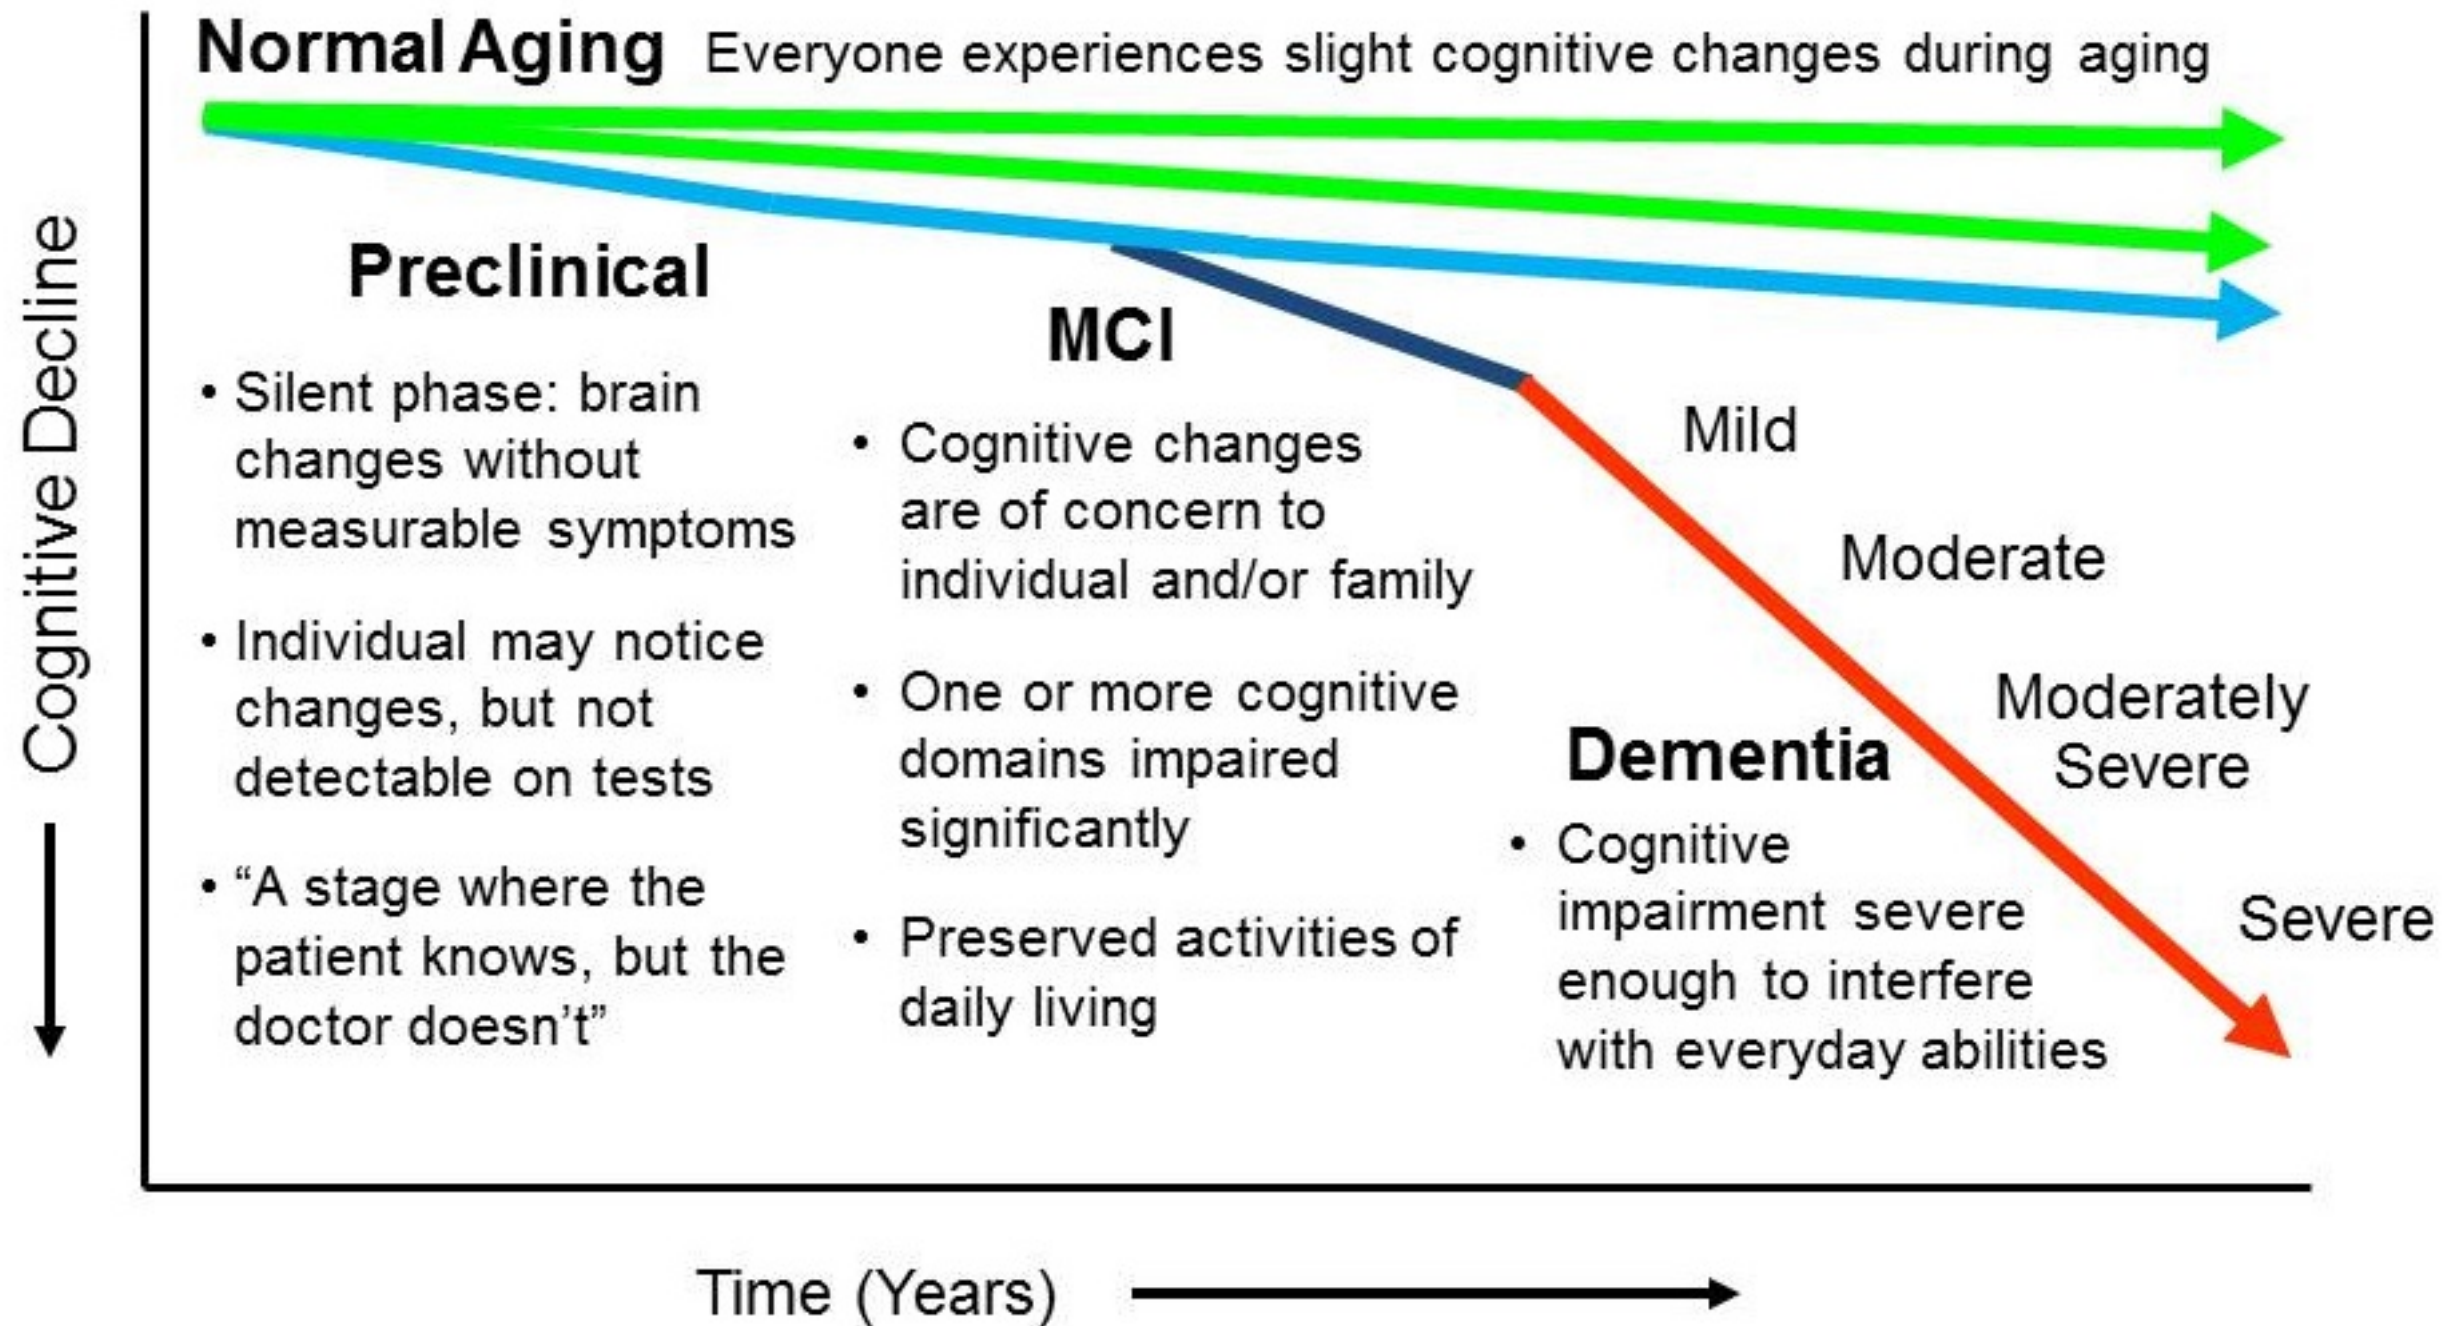 Normal Aging Everyone experiences slight cognitive changes during aging
Cognitive Decline
Preclinical
• Silent phase: brain
changes without
measurable symptoms
• Individual may notice
changes, but not
detectable on tests
• “A stage where the
patient knows, but the
doctor doesn’t”
MCI
• Cognitive changes
are of concern to
individual and/or family
• One or more cognitive
domains impaired
significantly
• Preserved activities of
daily living
Dementia
• Cognitive
impairment severe
enough to interfere
with everyday abilities
Mild
Moderate
Moderately
Severe
Severe
Time (Years)